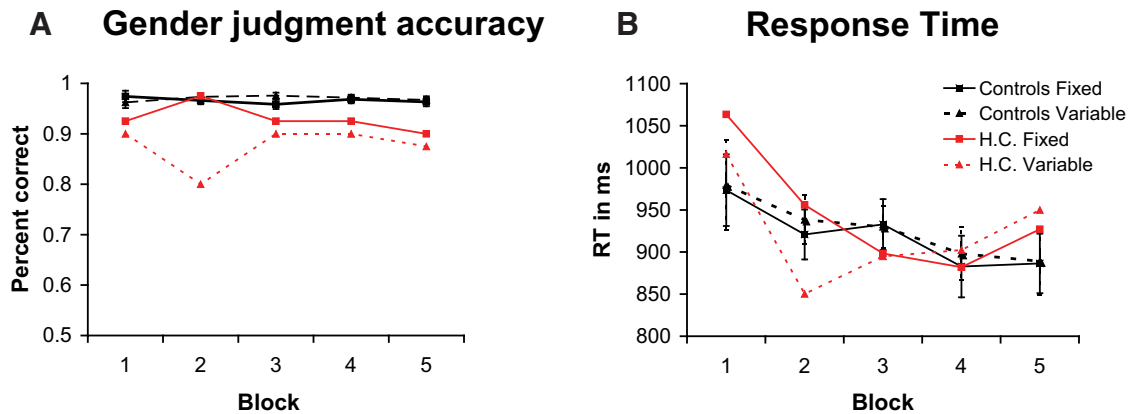 A Gender judgment accuracy
Percent correct
1
0.9
0.8
0.7
0.6
0.5
1 2 3 4 5
Block
B Response Time
RT in ms
1100
1050
1000
950
900
850
800
1 2 3 4 5
Block
Controls Fixed
Controls Variable
H.C. Fixed
H.C. Variable